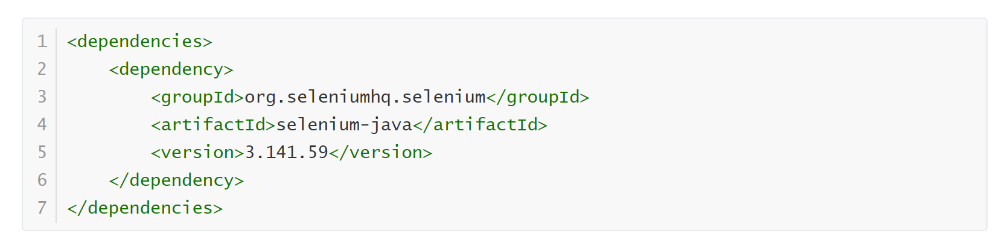 1 <dependencies>
2     <dependency>
3         <groupId>org.seleniumhq.selenium</groupId>
4         <artifactId>selenium-java</artifactId>
5         <version>3.141.59</version>
6     </dependency>
7 </dependencies>